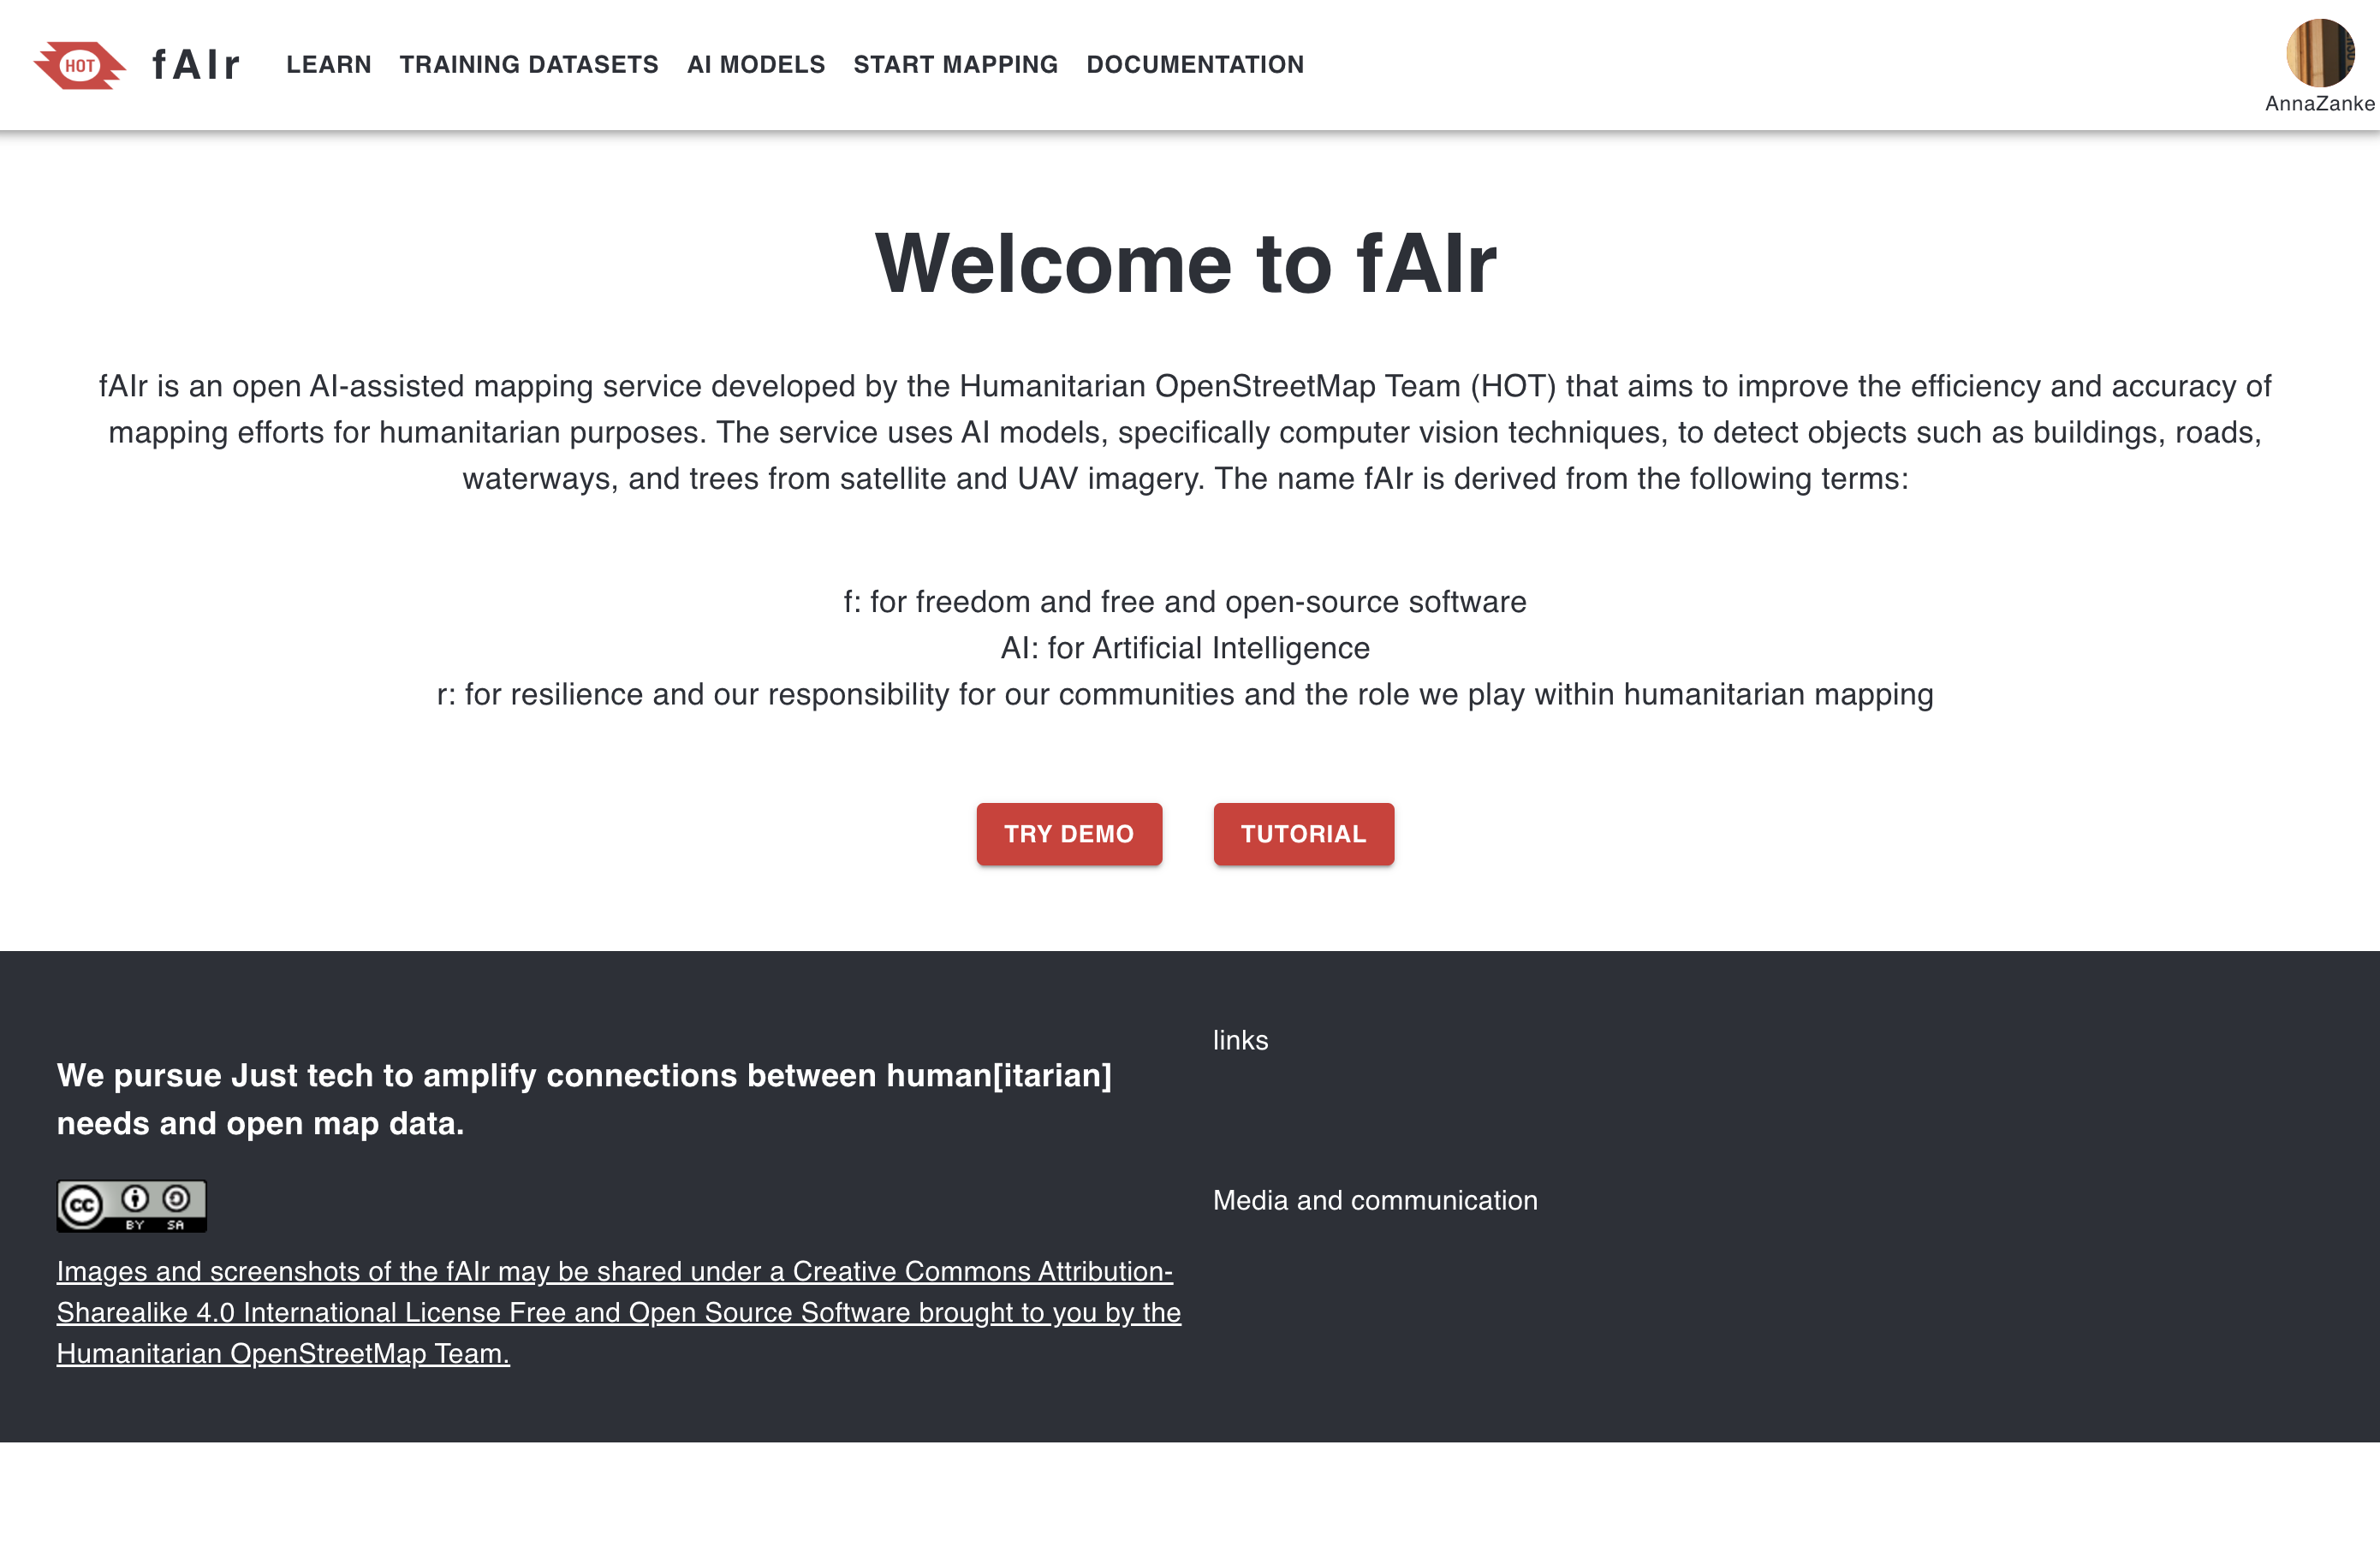 HOT
fAIr
LEARN TRAINING DATASETS AI MODELS START MAPPING DOCUMENTATION
AnnaZanke
Welcome to fAIr
fAIr is an open AI-assisted mapping service developed by the Humanitarian OpenStreetMap Team (HOT) that aims to improve the efficiency and accuracy of
mapping efforts for humanitarian purposes. The service uses AI models, specifically computer vision techniques, to detect objects such as buildings, roads,
waterways, and trees from satellite and UAV imagery. The name fAIr is derived from the following terms:
f: for freedom and free and open-source software
AI: for Artificial Intelligence
r: for resilience and our responsibility for our communities and the role we play within humanitarian mapping
TRY DEMO
TUTORIAL
We pursue Just tech to amplify connections between human[itarian]
needs and open map data.
cc BY SA
Images and screenshots of the fAIr may be shared under a Creative Commons Attribution-
Sharealike 4.0 International License Free and Open Source Software brought to you by the
Humanitarian OpenStreetMap Team.
links
Media and communication